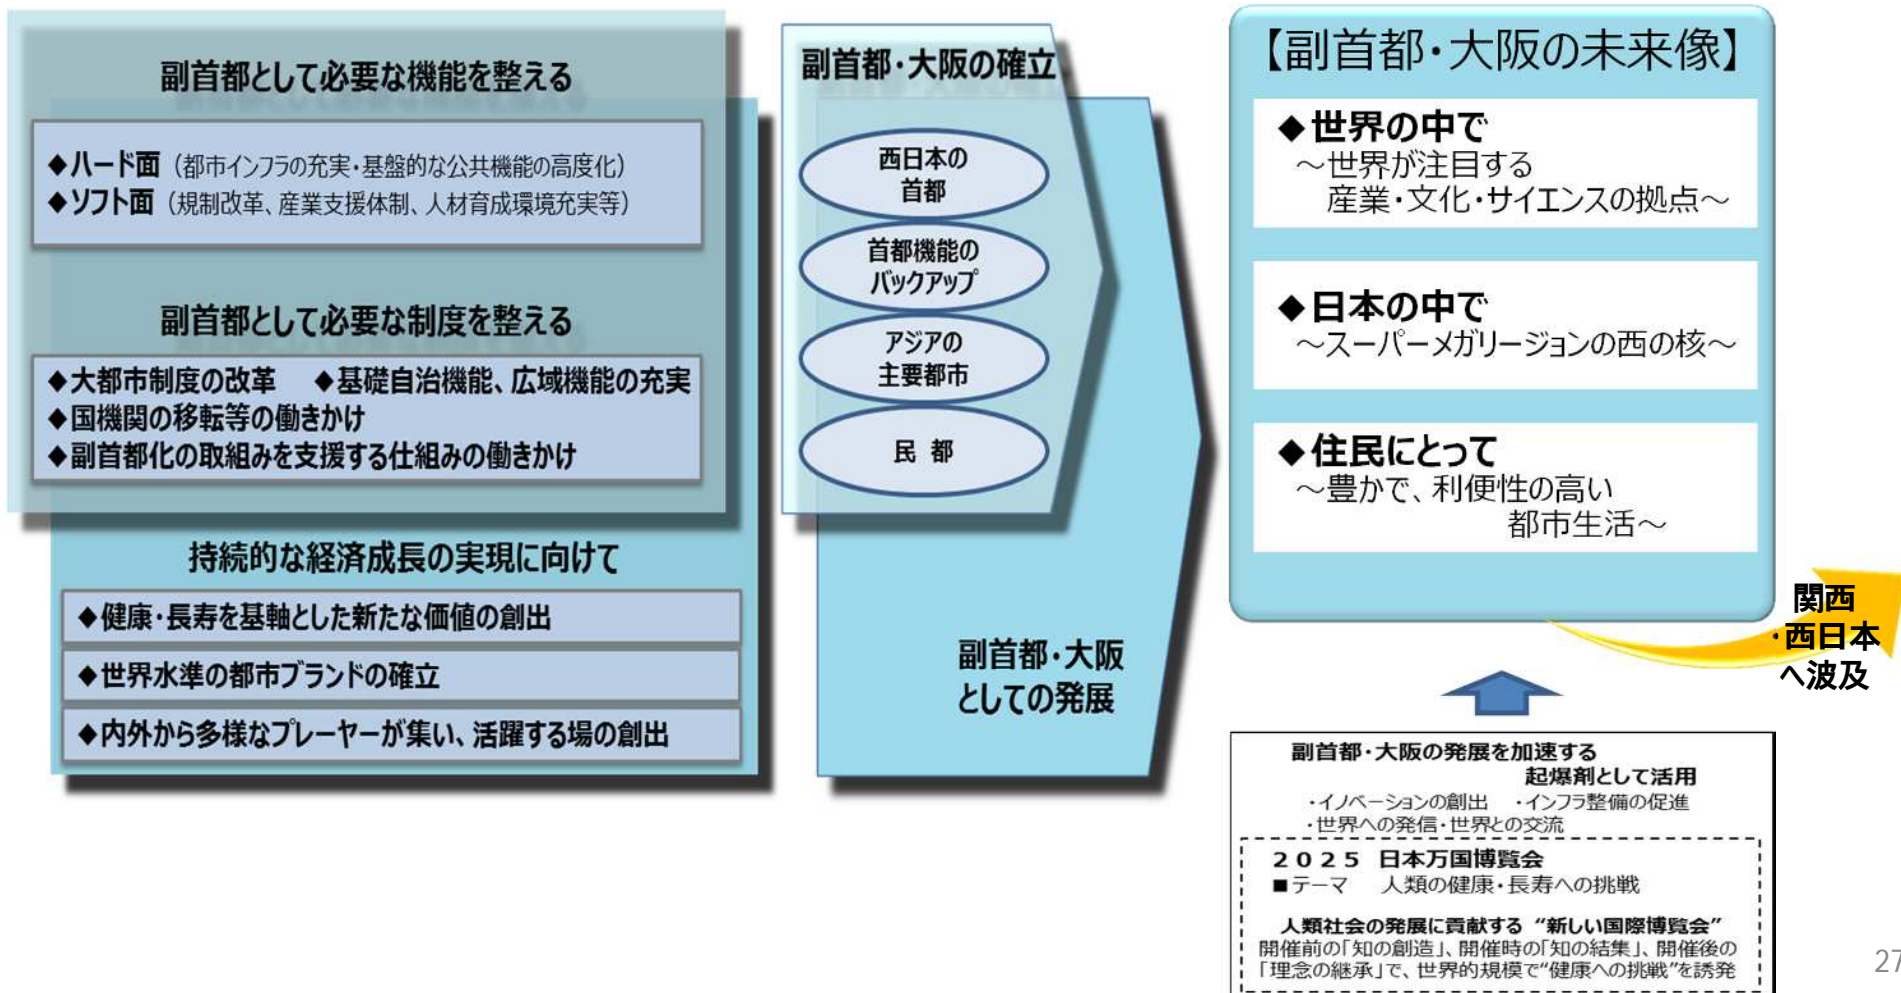 副首都として必要な機能を整える
◆ハード面（都市インフラの充実・基盤的な公共機能の高度化）
◆ソフト面（規制改革、産業支援体制、人材育成環境充実等）
副首都として必要な制度を整える
◆大都市制度の改革　◆基礎自治機能、広域機能の充実
◆国機関の移転等の働きかけ
◆副首都化の取組みを支援する仕組みの働きかけ
持続的な経済成長の実現に向けて
◆健康・長寿を基軸とした新たな価値の創出
◆世界水準の都市ブランドの確立
◆内外から多様なプレーヤーが集い、活躍する場の創出
副首都・大阪の確立
西日本の
首都
首都機能の
バックアップ
アジアの
主要都市
民 都
副首都・大阪
としての発展
【副首都・大阪の未来像】
◆世界の中で
～世界が注目する
産業・文化・サイエンスの拠点～
◆日本の中で
～スーパーメガリージョンの西の核～
◆住民にとって
～豊かで、利便性の高い
都市生活～
関西
・西日本
へ波及
副首都・大阪の発展を加速する
起爆剤として活用
・イノベーションの創出　・インフラ整備の促進
・世界への発信・世界との交流
２０２５ 日本万国博覧会
■テーマ　人類の健康・長寿への挑戦
人類社会の発展に貢献する “新しい国際博覧会”
開催前の「知の創造」、開催時の「知の結集」、開催後の
「理念の継承」で、世界的規模で“健康への挑戦”を誘発
27